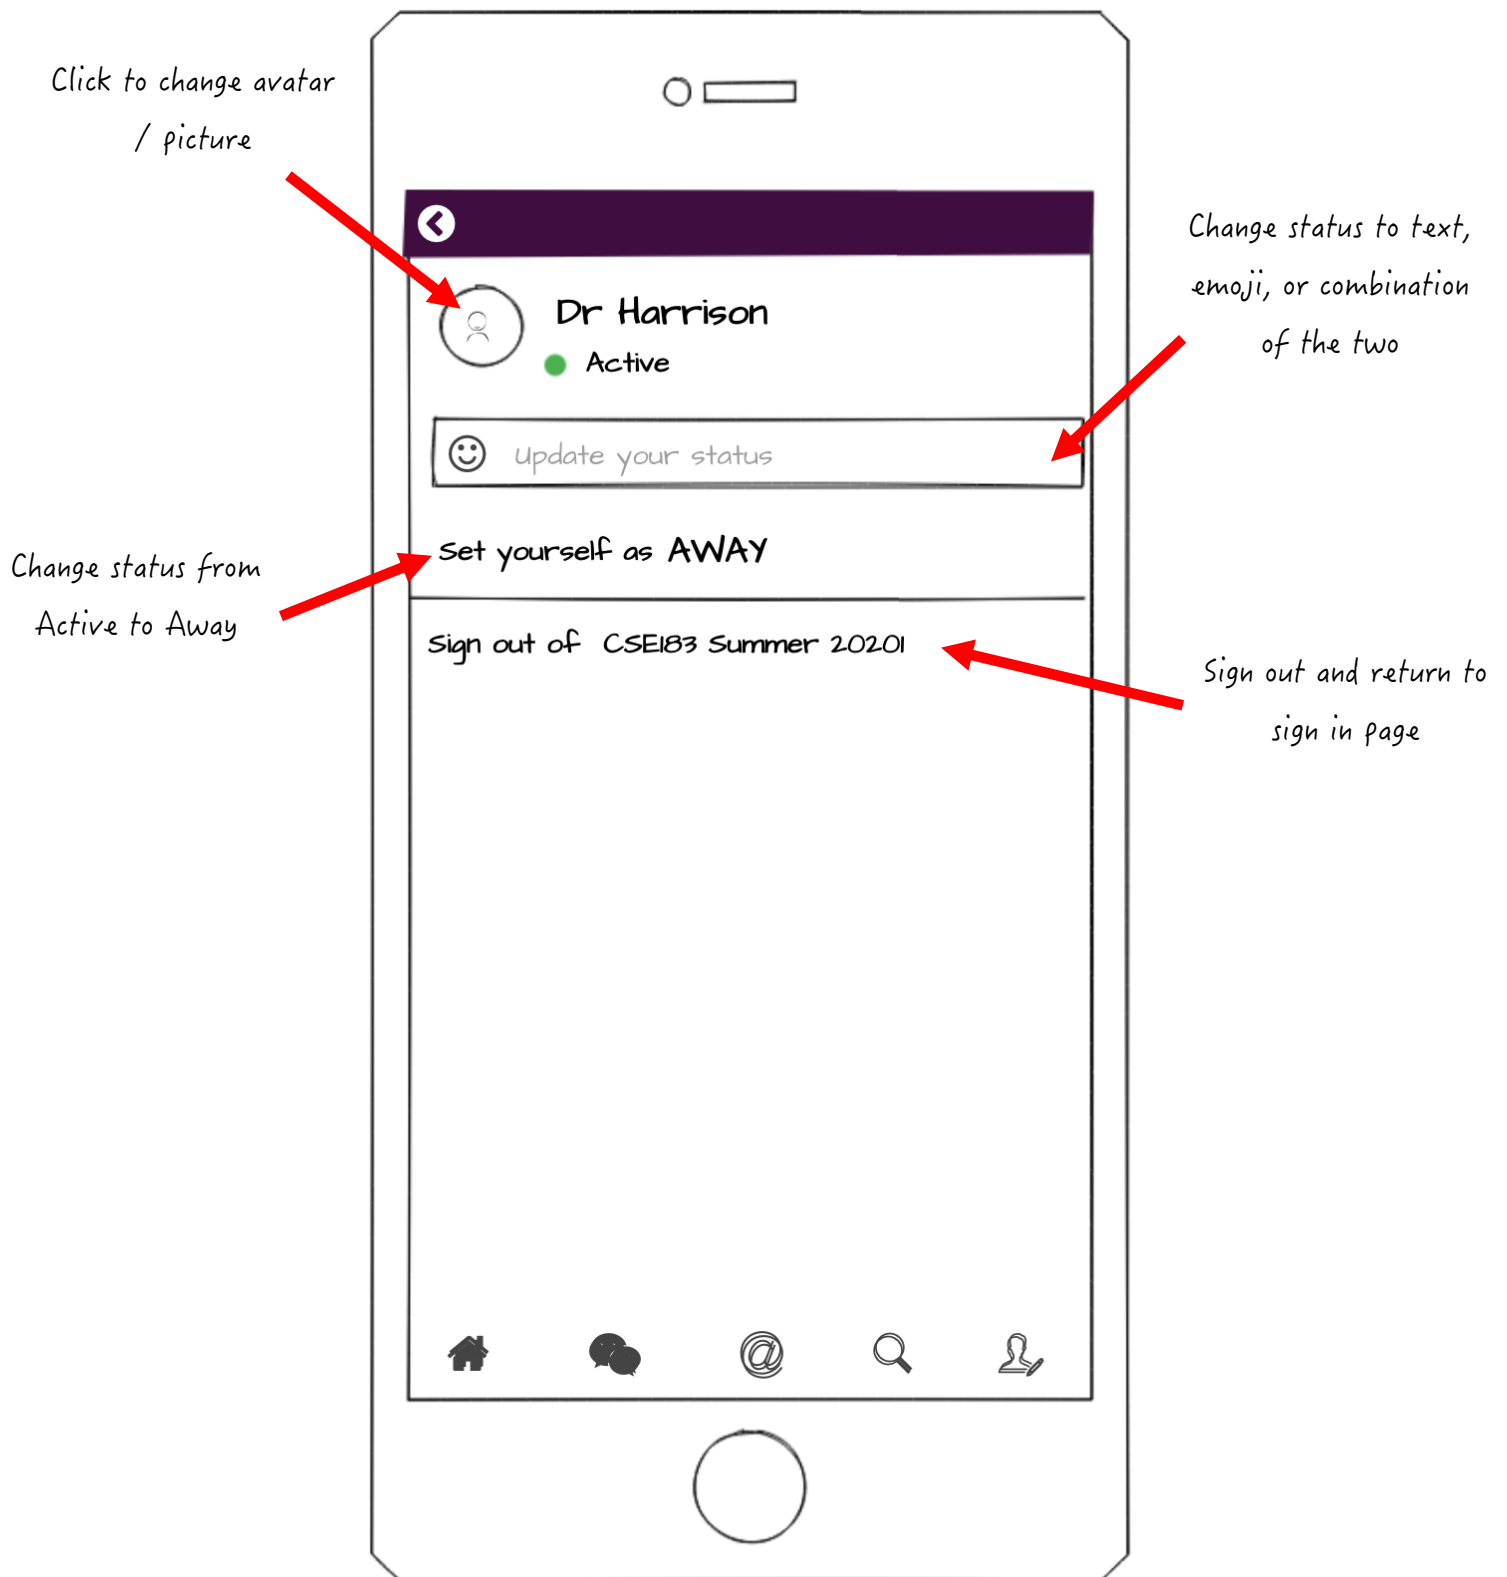 Click to change avatar
/ picture
Change status to text,
emoji, or combination
of the two
Dr Harrison
Active
Update your status
Set yourself as AWAY
Change status from
Active to Away
Sign out of CSE183 Summer 20201
Sign out and return to
sign in page
@